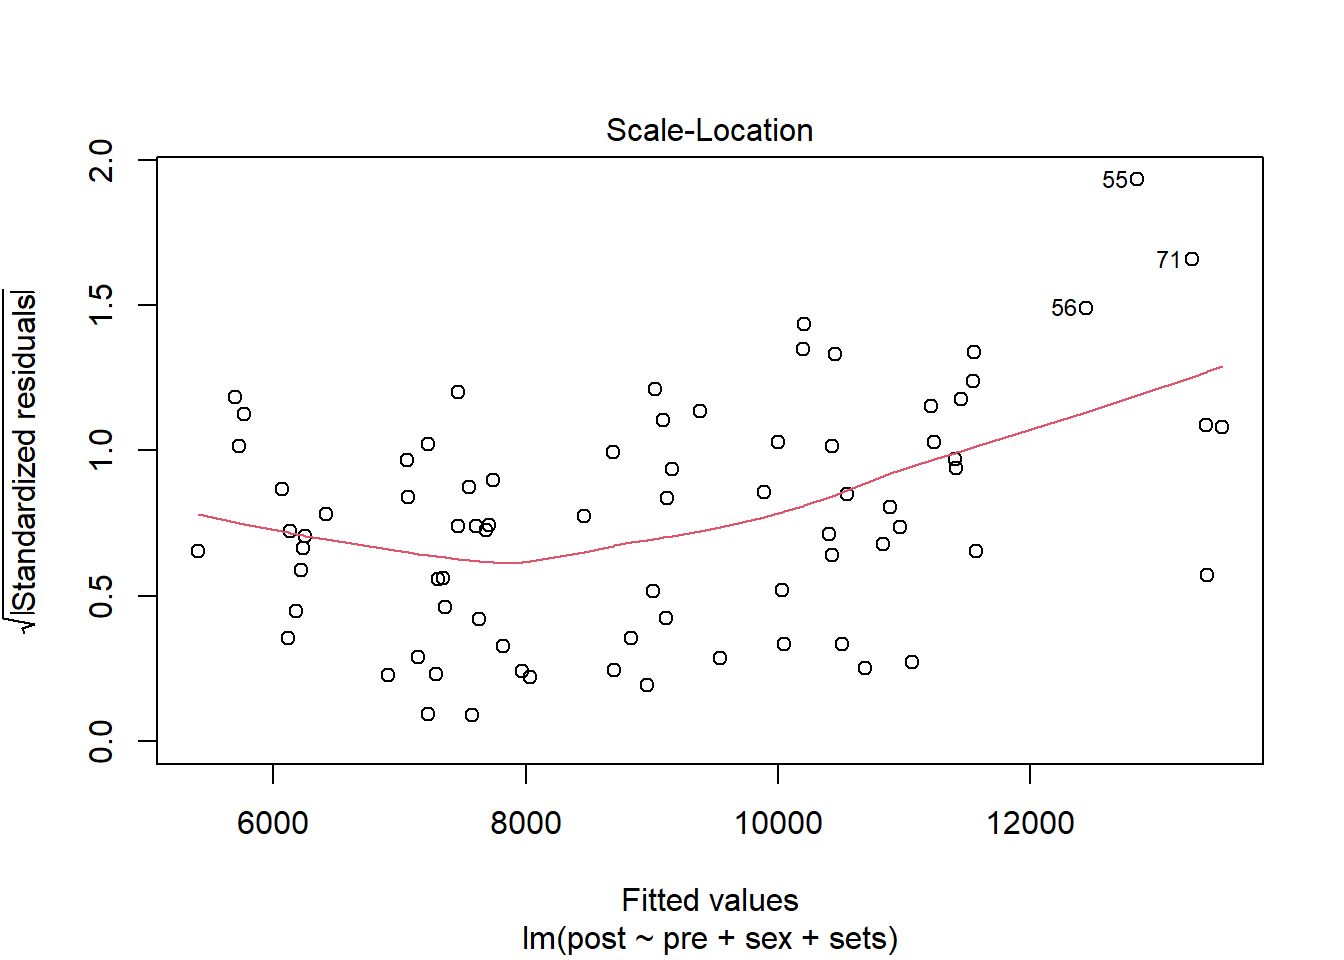 Scale-Location
√|Standardized residuals|
2.0
1.5
1.0
0.5
0.0
55
71
56
6000 8000 10000 12000
Fitted values
lm(post ~ pre + sex + sets)